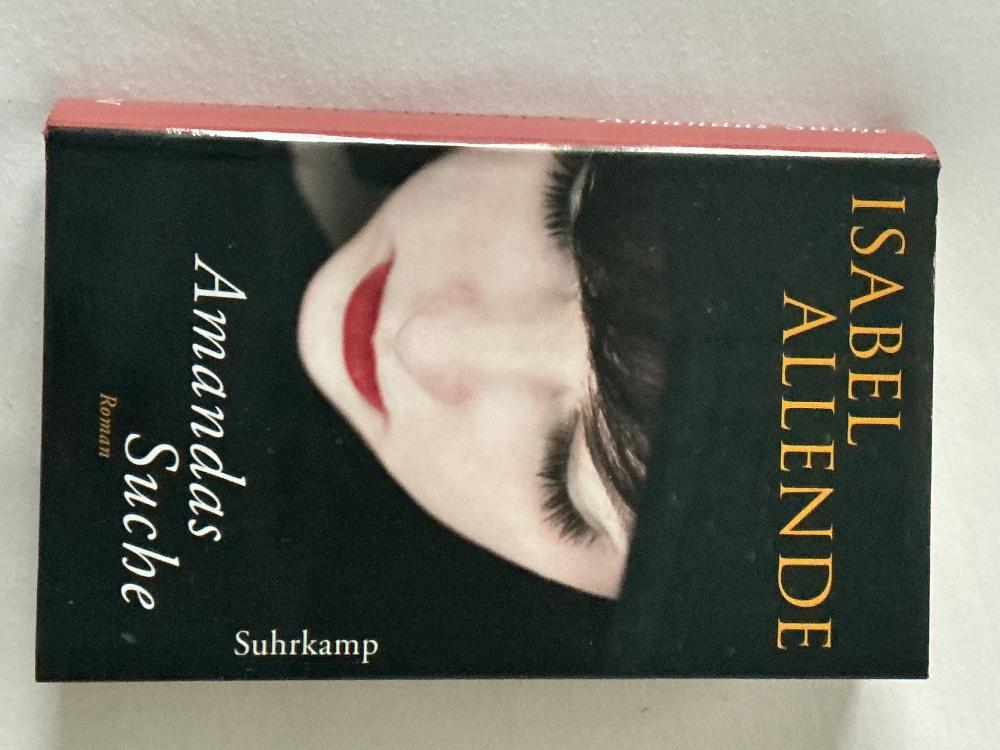 ISABEL
ALLENDE
Amandas
Suche
Roman
Suhrkamp